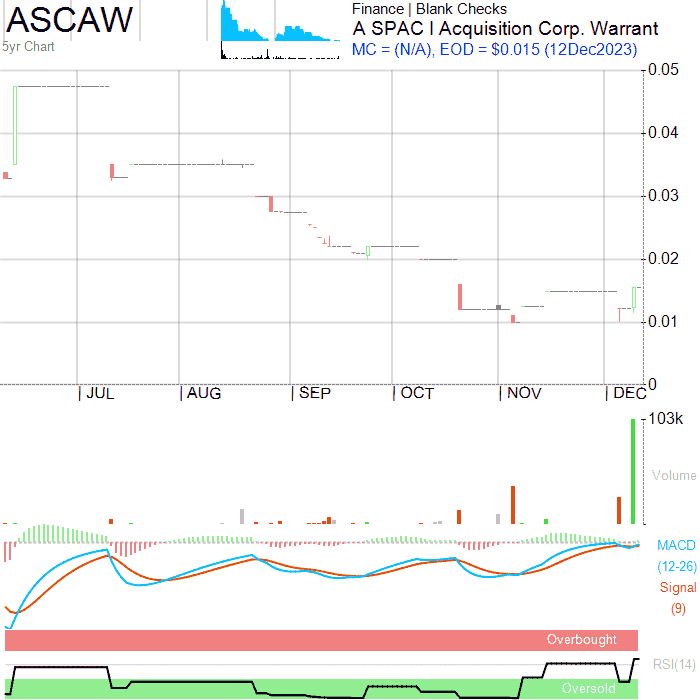 ASCAW
5yr Chart
Finance | Blank Checks
A SPAC I Acquisition Corp. Warrant
MC = (N/A), EOD = $0.015 (12Dec2023)
0.05
0.04
0.03
0.02
0.01
0
JUL AUG SEP OCT NOV DEC
103k
Volume
MACD
(12-26)
Signal
(9)
Overbought
RSI(14)
Oversold